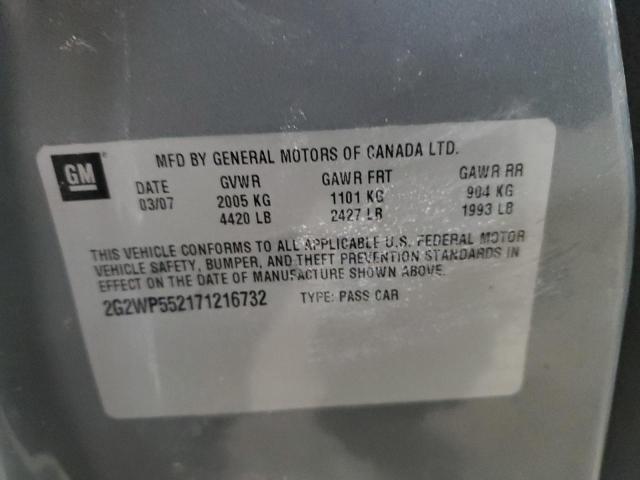 GM
MFD BY GENERAL MOTORS OF CANADA LTD.
DATE GVWR GAWR FRT GAWR RR
03/07 2005 KG 1101 KG 904 KG
4420 LB 2427 LB 1993 LB
THIS VEHICLE CONFORMS TO ALL APPLICABLE U.S. FEDERAL MOTOR
VEHICLE SAFETY, BUMPER, AND THEFT PREVENTION STANDARDS IN
EFFECT ON THE DATE OF MANUFACTURE SHOWN ABOVE.
2G2WP552171216732 TYPE: PASS CAR